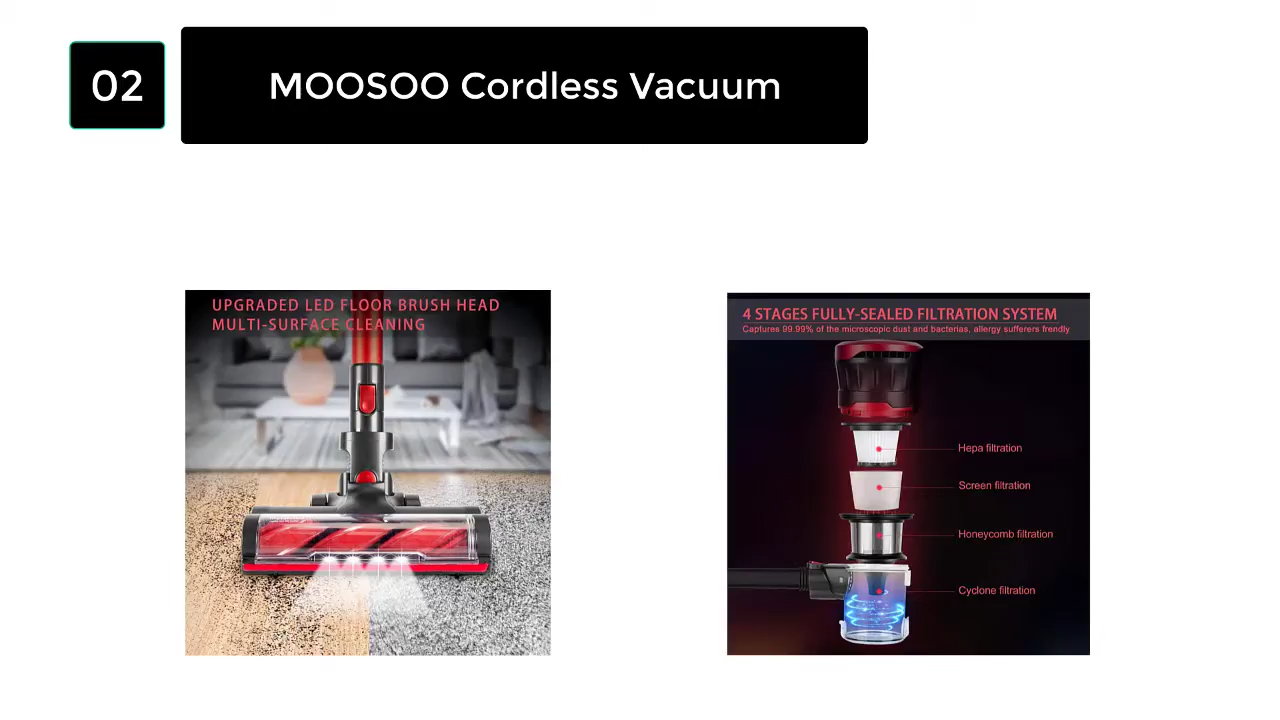 02
MOOSOO Cordless Vacuum
UPGRADED LED FLOOR BRUSH HEAD
MULTI-SURFACE CLEANING
4 STAGES FULLY-SEALED FILTRATION SYSTEM
Captures 99.99% of the microscopic dust and bacterias, allergy sufferers frendly
Hepa filtration
Screen filtration
Honeycomb filtration
Cyclone filtration